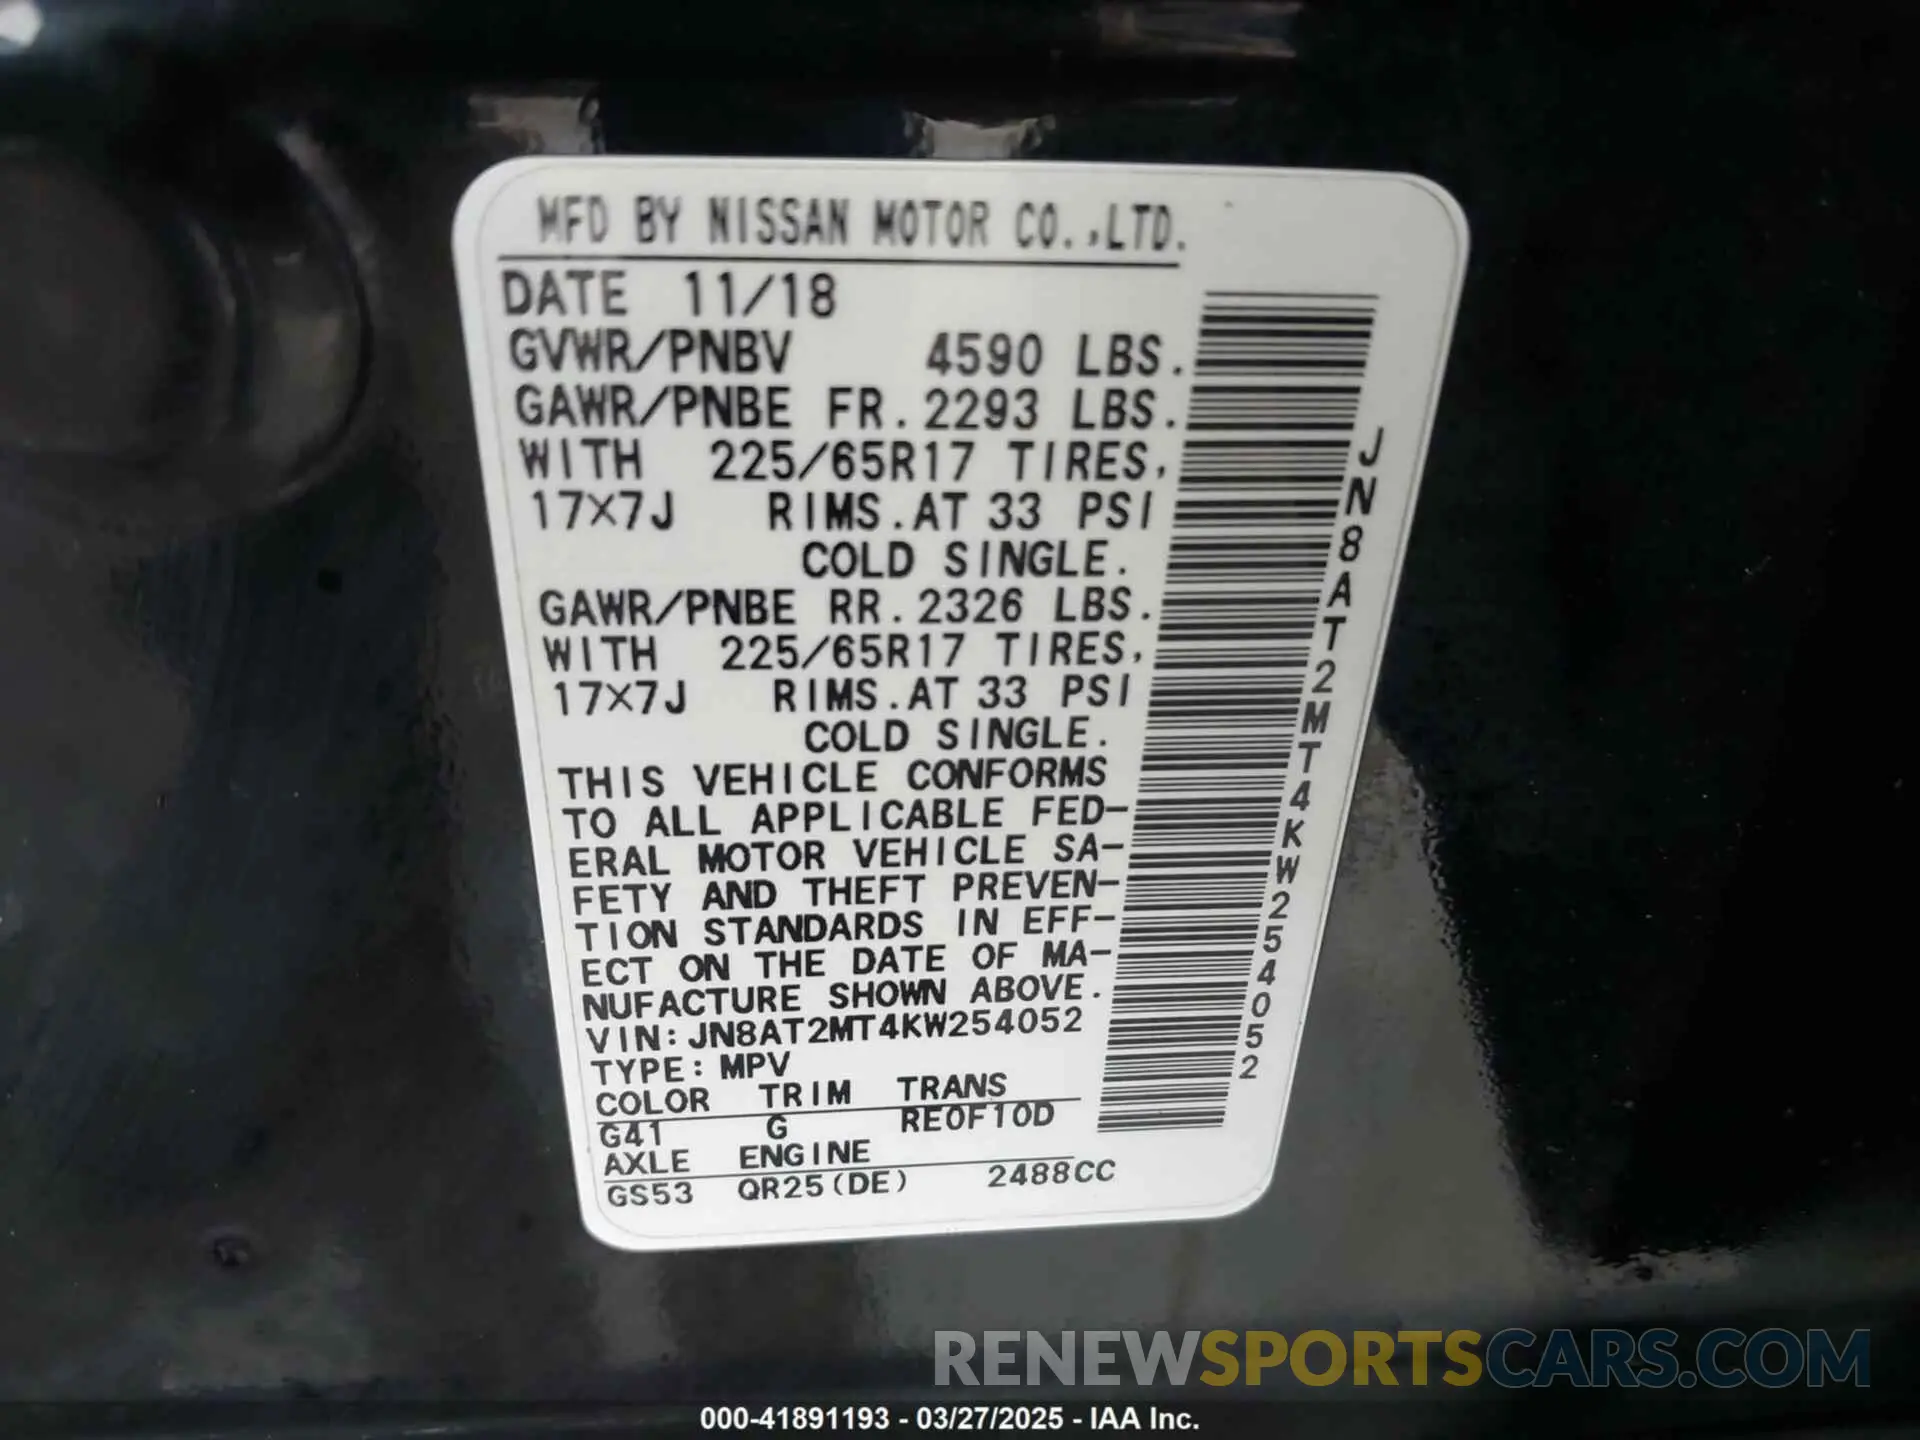 MFD BY NISSAN MOTOR CO.,LTD.
DATE 11/18
GVWR/PNBV 4590 LBS.
GAWR/PNBE FR. 2293 LBS.
WITH 225/65R17 TIRES,
17×7J RIMS. AT 33 PSI
COLD SINGLE.
GAWR/PNBE RR. 2326 LBS.
WITH 225/65R17 TIRES,
17×7J RIMS. AT 33 PSI
COLD SINGLE.
THIS VEHICLE CONFORMS
TO ALL APPLICABLE FED-
ERAL MOTOR VEHICLE SA-
FETY AND THEFT PREVEN-
TION STANDARDS IN EFF-
ECT ON THE DATE OF MA-
NUFACTURE SHOWN ABOVE.
VIN: JN8AT2MT4KW254052
TYPE: MPV
COLOR TRIM TRANS
G41 G RE0F10D
AXLE ENGINE
GS53 QR25(DE) 2488CC
JN8AT2MT4KW254052
RENEWSPORTSCARS.COM
000-41891193 - 03/27/2025 - IAA Inc.